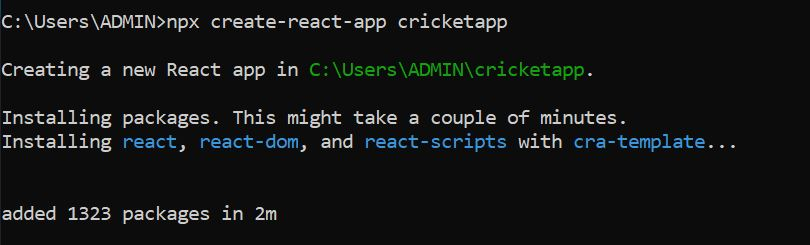 C:\Users\ADMIN>npx create-react-app cricketapp
Creating a new React app in C:\Users\ADMIN\cricketapp.
Installing packages. This might take a couple of minutes.
Installing react, react-dom, and react-scripts with cra-template...
added 1323 packages in 2m